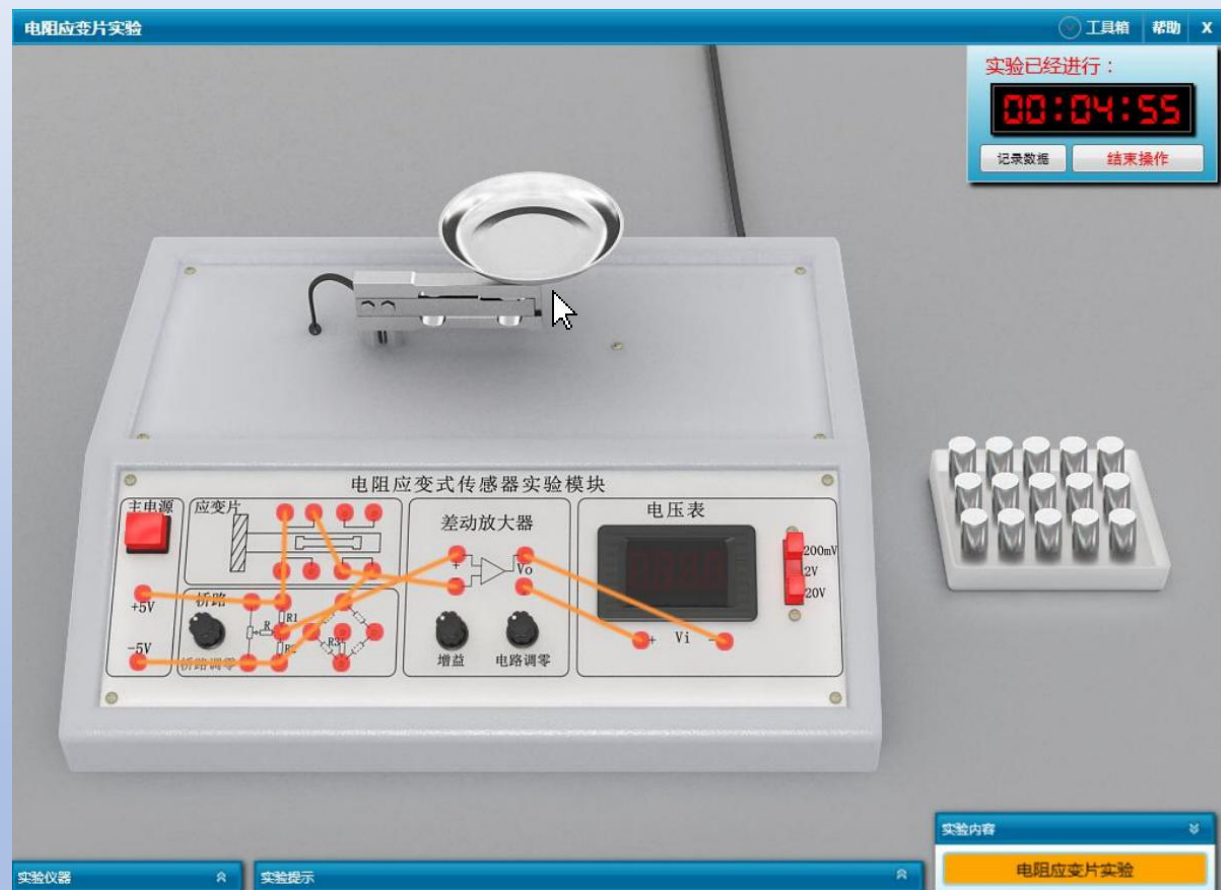 电阻应变片实验
工具箱 帮助 X
实验已经进行：
00:04:55
记录数据 结束操作
电阻应变式传感器实验模块
主电源
应变片
差动放大器
电压表
+
Vo
200mV
2V
20V
+5V
桥路
R
R1
R2
R3
-5V
桥路调零
增益 电路调零
+ Vi -
实验内容
电阻应变片实验
实验仪器
实验提示